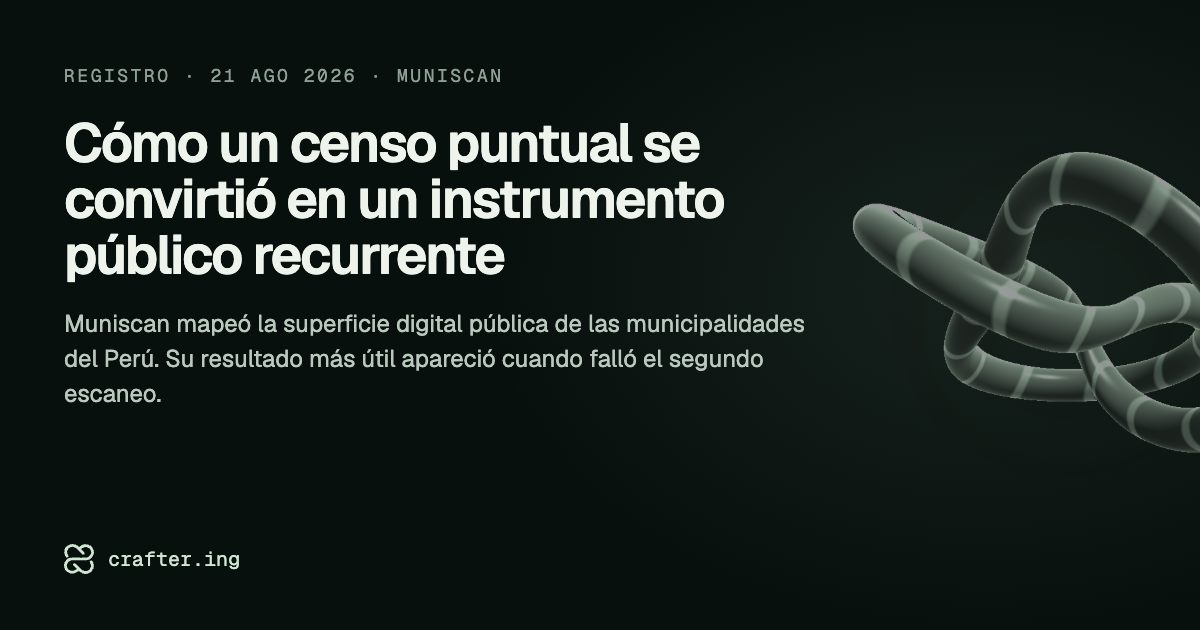 REGISTRO · 21 AGO 2026 · MUNISCAN
Cómo un censo puntual se
convirtió en un instrumento
público recurrente
Muniscan mapeó la superficie digital pública de las municipalidades
del Perú. Su resultado más útil apareció cuando falló el segundo
escaneo.
crafter.ing